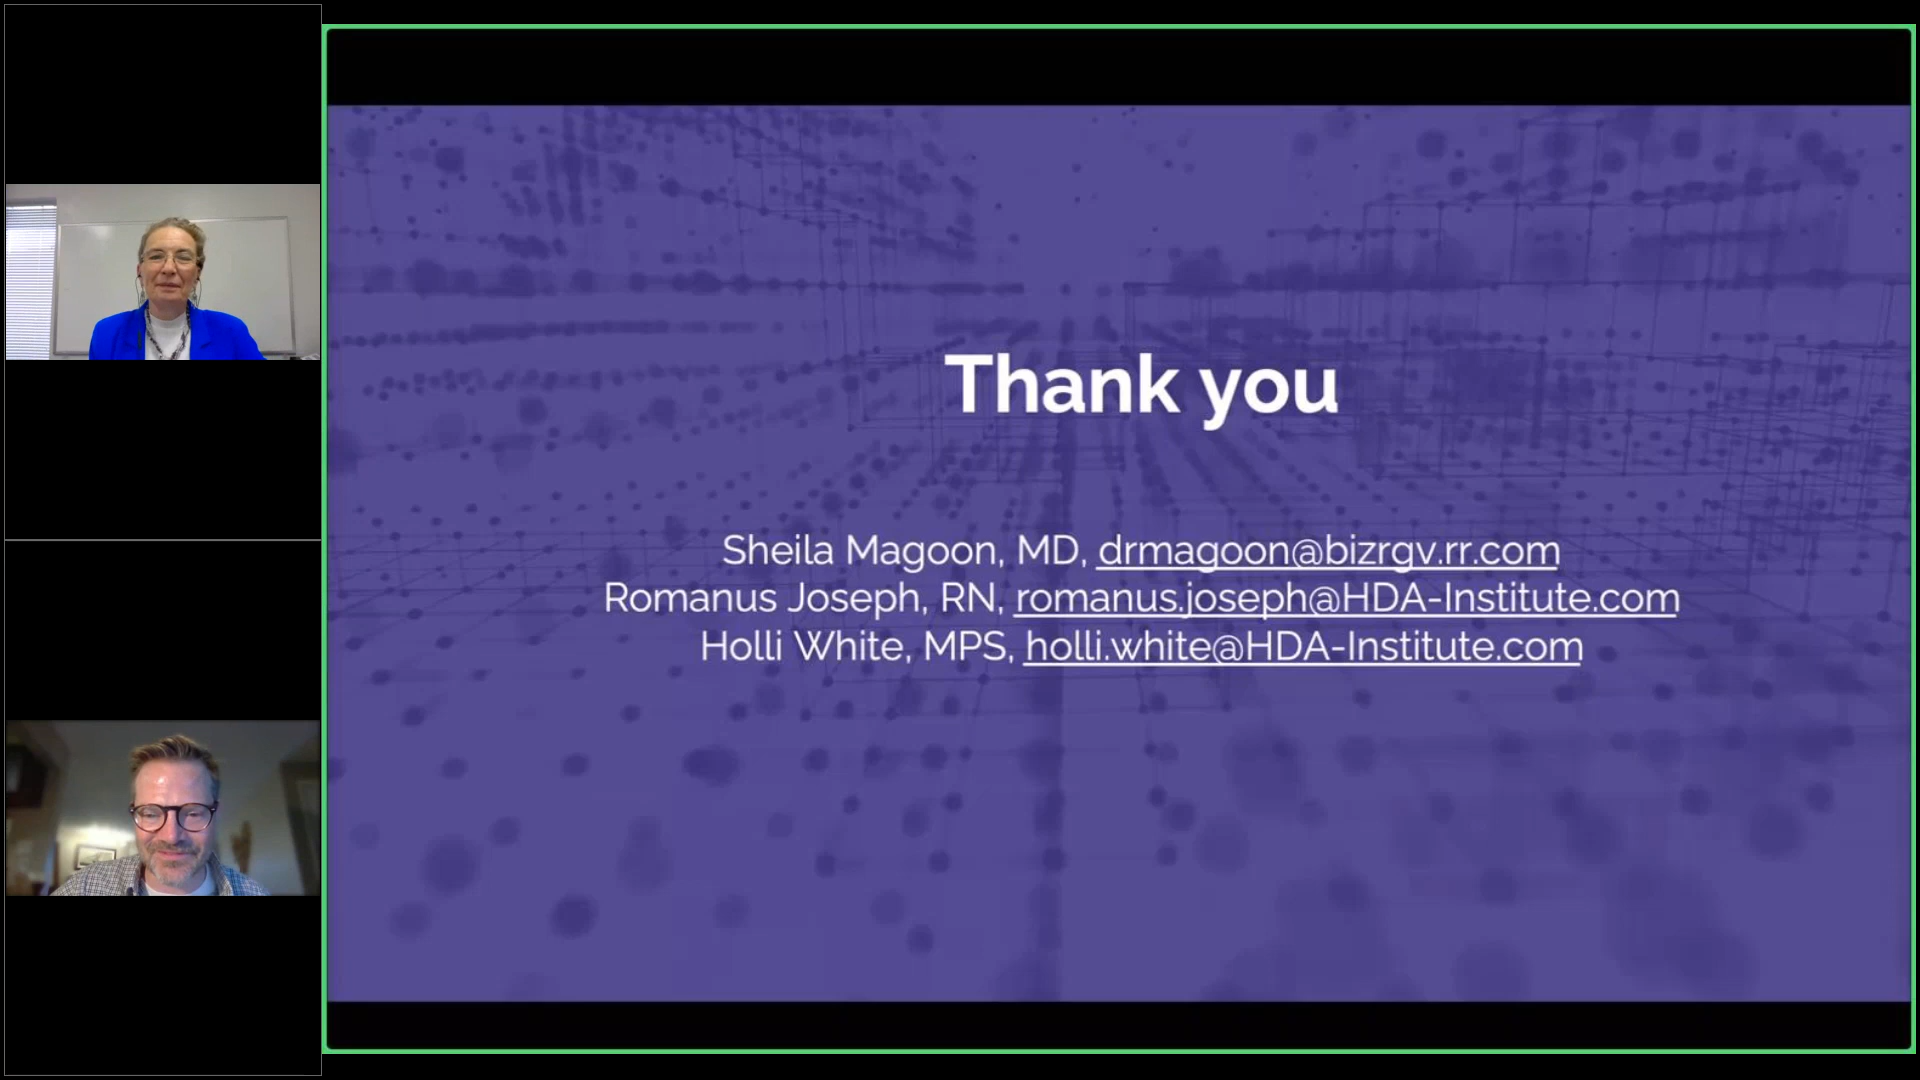 Thank you
Sheila Magoon, MD, drmagoon@bizrgv.rr.com
Romanus Joseph, RN, romanus.joseph@HDA-Institute.com
Holli White, MPS, holli.white@HDA-Institute.com